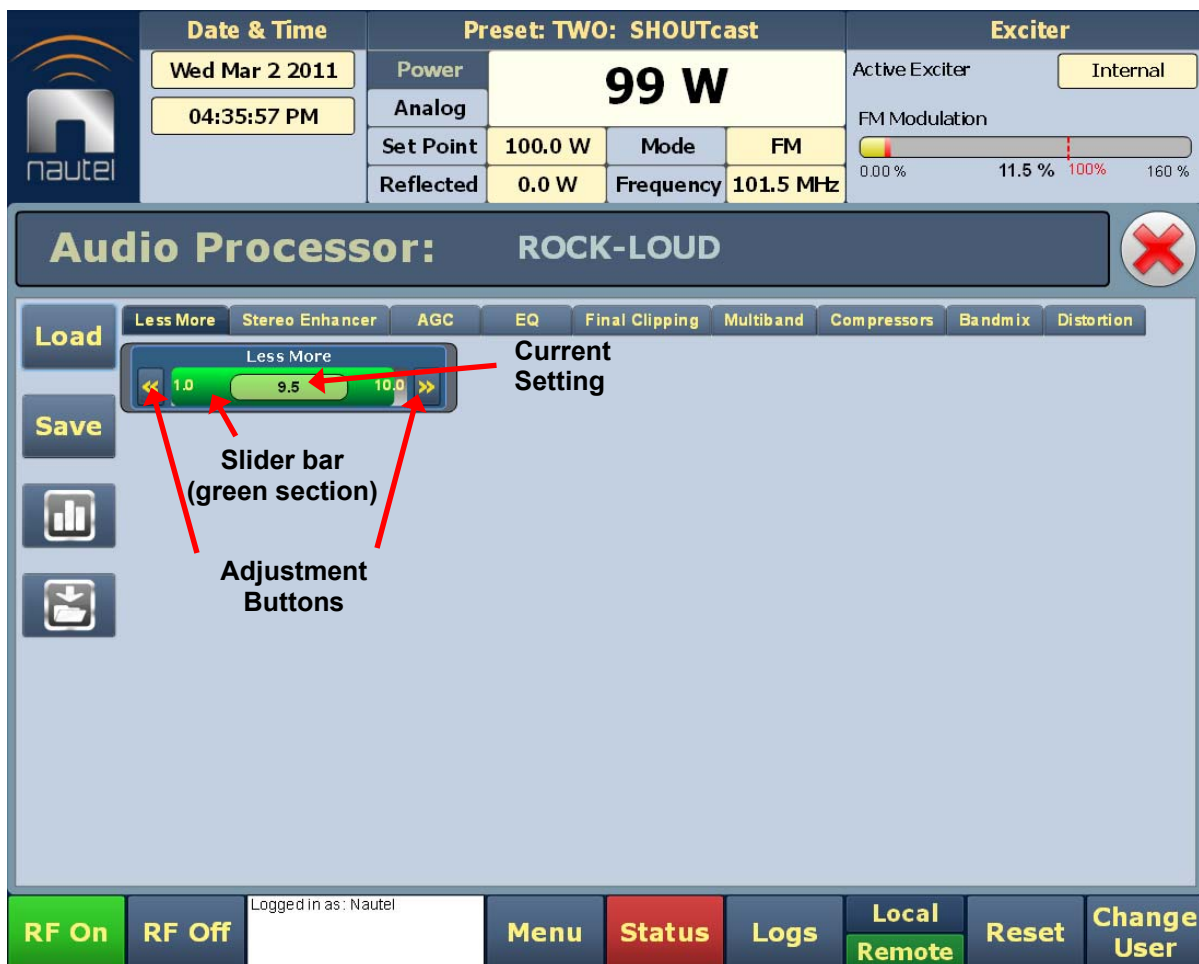 nautel
Date & Time
Wed Mar 2 2011
04:35:57 PM
Preset: TWO: SHOUTcast
Power
Analog
99 W
Set Point 100.0 W Mode FM
Reflected 0.0 W Frequency 101.5 MHz
Exciter
Active Exciter Internal
FM Modulation
0.00 % 11.5 % 100% 160 %
Audio Processor: ROCK-LOUD
Load
Save
Less More Stereo Enhancer AGC EQ Final Clipping Multiband Compressors Bandmix Distortion
Less More
<< 1.0 9.5 10.0 >>
Current
Setting
Slider bar
(green section)
Adjustment
Buttons
RF On
RF Off
Logged in as: Nautel
Menu
Status
Logs
Local
Remote
Reset
Change
User